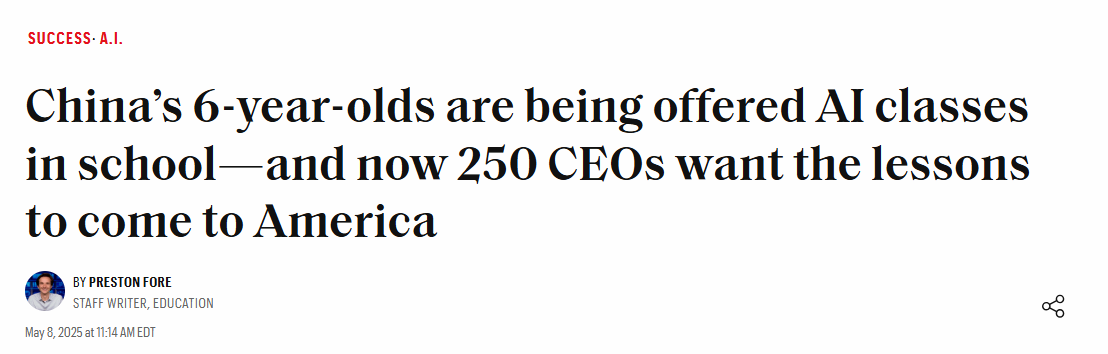 SUCCESS· A.I.
China’s 6-year-olds are being offered AI classes
in school—and now 250 CEOs want the lessons
to come to America
BY PRESTON FORE
STAFF WRITER, EDUCATION
May 8, 2025 at 11:14 AM EDT